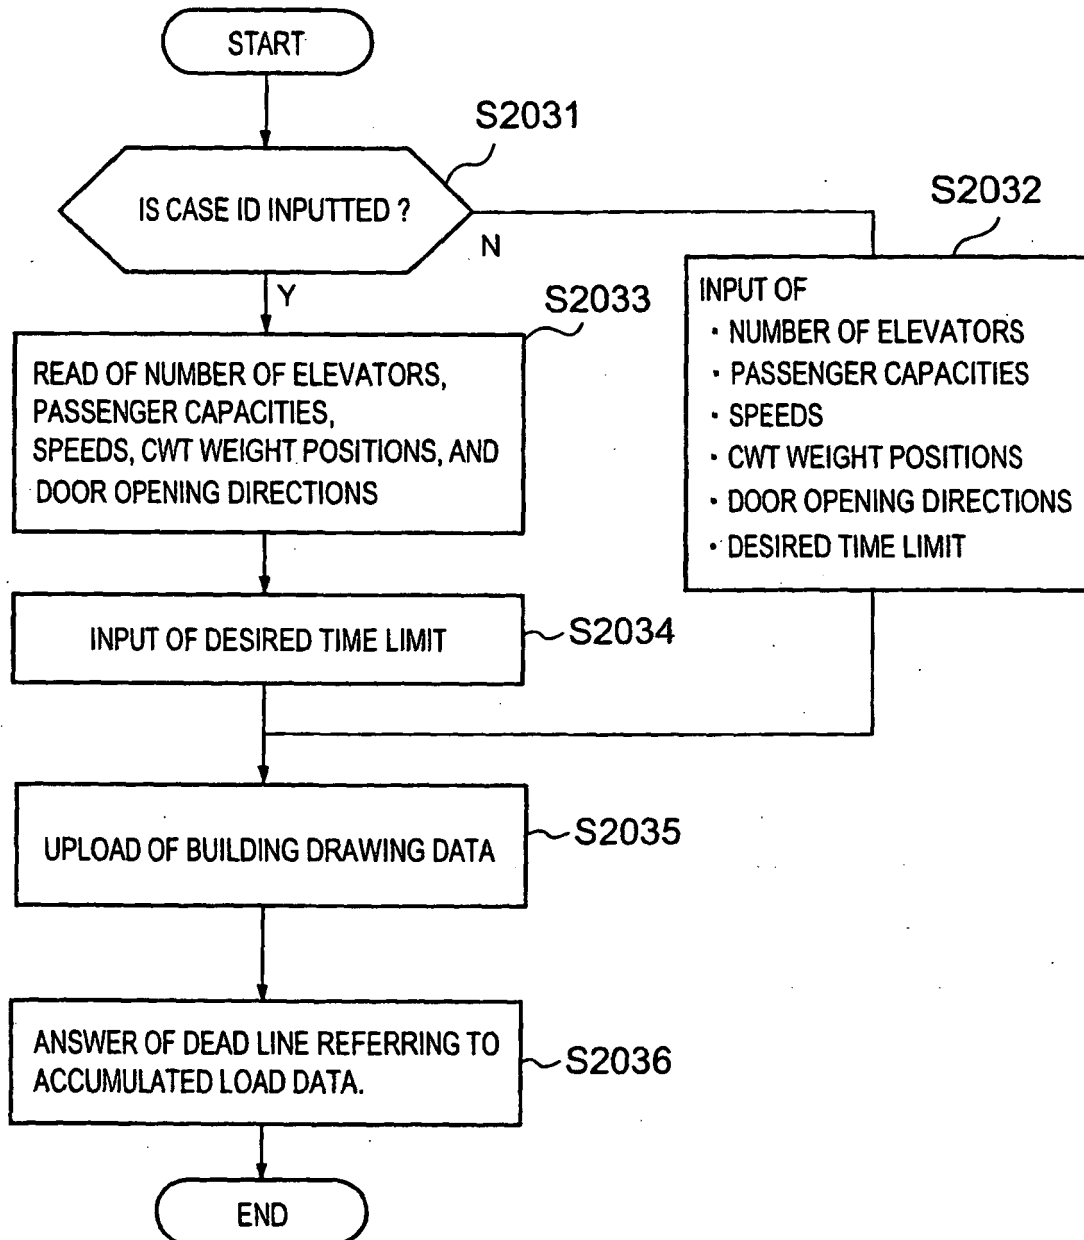 START
S2031
IS CASE ID INPUTTED ?
N
Y
S2032
INPUT OF
· NUMBER OF ELEVATORS
· PASSENGER CAPACITIES
· SPEEDS
· CWT WEIGHT POSITIONS
· DOOR OPENING DIRECTIONS
· DESIRED TIME LIMIT
S2033
READ OF NUMBER OF ELEVATORS,
PASSENGER CAPACITIES,
SPEEDS, CWT WEIGHT POSITIONS, AND
DOOR OPENING DIRECTIONS
INPUT OF DESIRED TIME LIMIT
S2034
UPLOAD OF BUILDING DRAWING DATA
S2035
ANSWER OF DEAD LINE REFERRING TO
ACCUMULATED LOAD DATA.
S2036
END